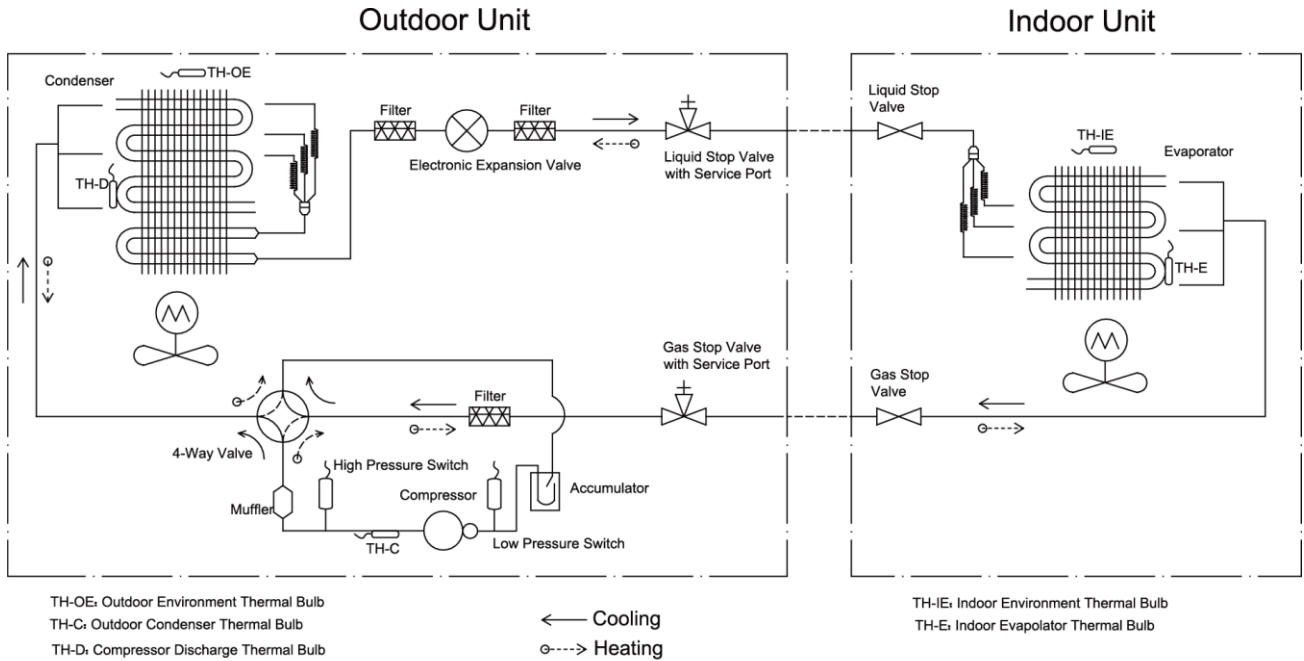 Outdoor Unit
Indoor Unit
Condenser
TH-OE
Filter
Filter
Electronic Expansion Valve
Liquid Stop Valve
with Service Port
Liquid Stop
Valve
TH-IE
Evaporator
TH-D
TH-E
Gas Stop Valve
with Service Port
Gas Stop
Valve
Filter
4-Way Valve
High Pressure Switch
Compressor
Accumulator
Muffler
TH-C
Low Pressure Switch
TH-OE: Outdoor Environment Thermal Bulb
TH-C: Outdoor Condenser Thermal Bulb
TH-D: Compressor Discharge Thermal Bulb
Cooling
Heating
TH-IE: Indoor Environment Thermal Bulb
TH-E: Indoor Evapolator Thermal Bulb